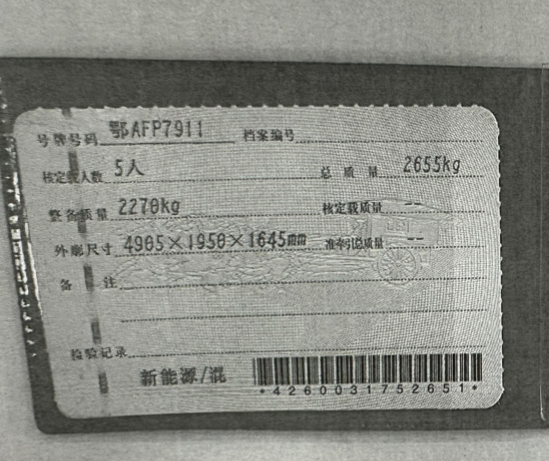 号牌号码 鄂AFP7911 档案编号
核定载人数 5人 总质量 2655kg
整备质量 2270kg 核定载质量 --
外廓尺寸 4905×1950×1645mm 准牵引总质量 --
备注
检验记录
新能源/混
*4260031752651*